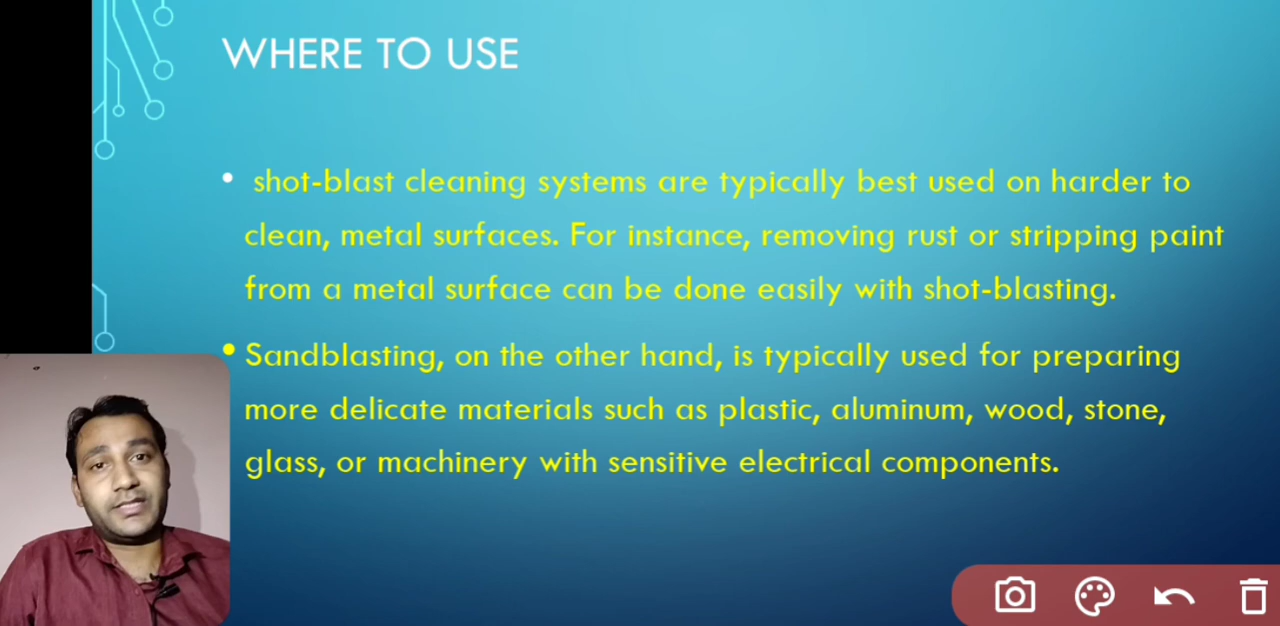 WHERE TO USE
• shot-blast cleaning systems are typically best used on harder to
clean, metal surfaces. For instance, removing rust or stripping paint
from a metal surface can be done easily with shot-blasting.
• Sandblasting, on the other hand, is typically used for preparing
more delicate materials such as plastic, aluminum, wood, stone,
glass, or machinery with sensitive electrical components.